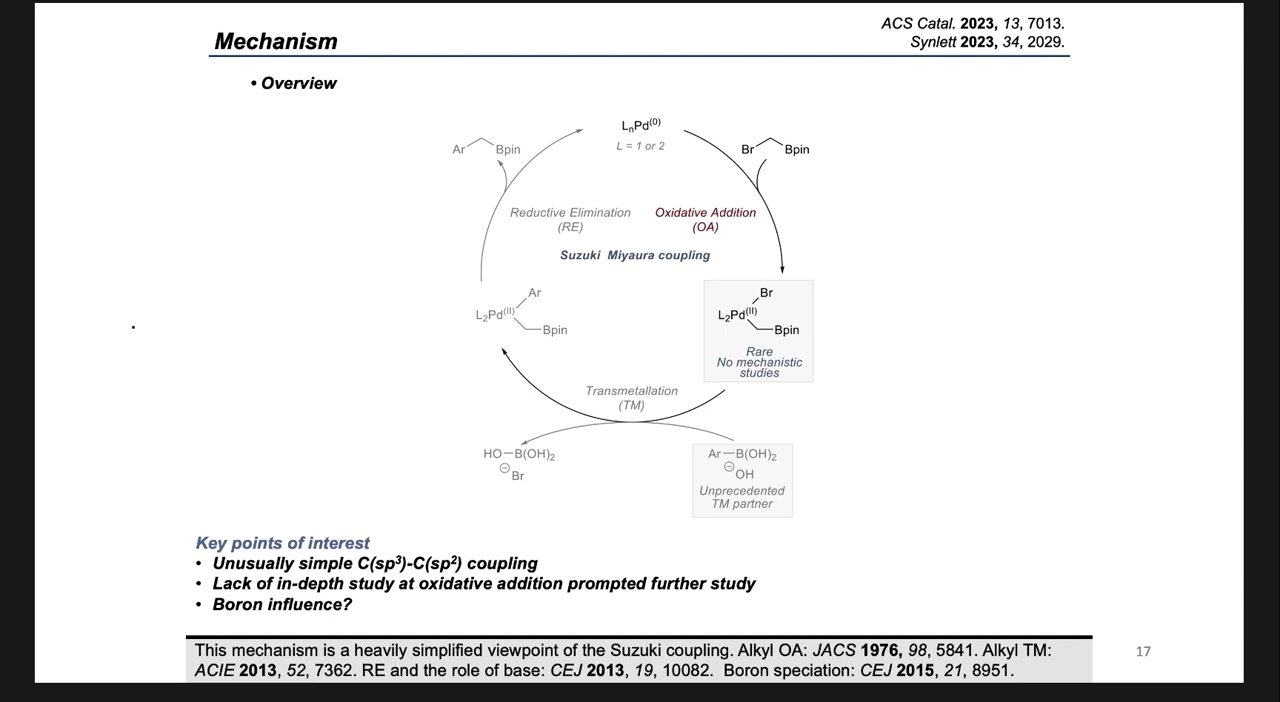 Mechanism
ACS Catal. 2023, 13, 7013.
Synlett 2023, 34, 2029.
• Overview
LnPd(0)
L = 1 or 2
Ar
Bpin
Br
Bpin
Reductive Elimination
(RE)
Oxidative Addition
(OA)
Suzuki Miyaura coupling
Ar
L2Pd(II)
Bpin
Br
L2Pd(II)
Bpin
Rare
No mechanistic
studies
Transmetallation
(TM)
HO−B(OH)2
⊖
Br
Ar−B(OH)2
⊖
OH
Unprecedented
TM partner
Key points of interest
• Unusually simple C(sp3)-C(sp2) coupling
• Lack of in-depth study at oxidative addition prompted further study
• Boron influence?
This mechanism is a heavily simplified viewpoint of the Suzuki coupling. Alkyl OA: JACS 1976, 98, 5841. Alkyl TM:
ACIE 2013, 52, 7362. RE and the role of base: CEJ 2013, 19, 10082. Boron speciation: CEJ 2015, 21, 8951.
17